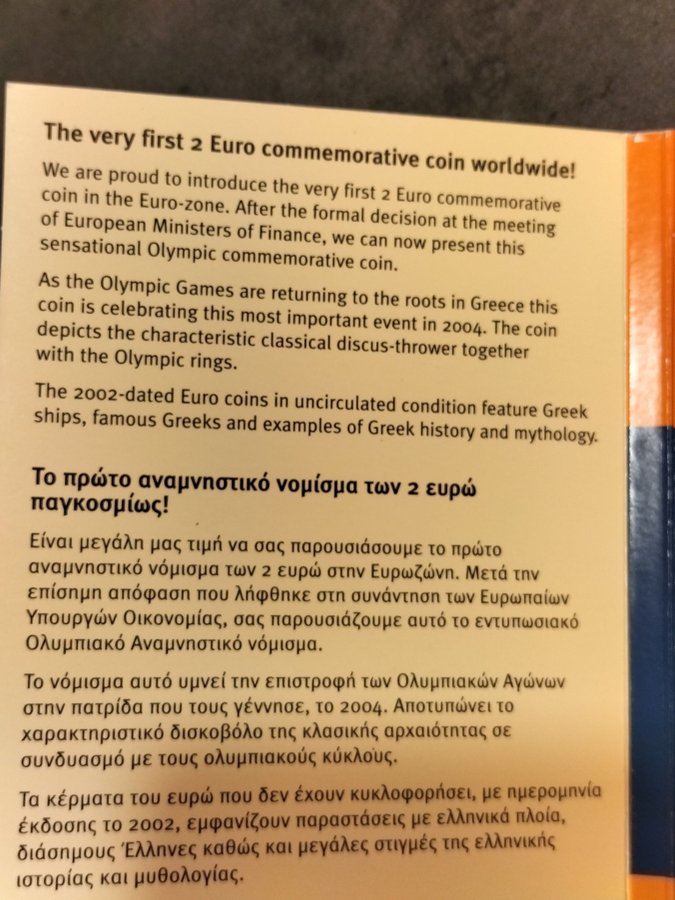 The very first 2 Euro commemorative coin worldwide!
We are proud to introduce the very first 2 Euro commemorative
coin in the Euro-zone. After the formal decision at the meeting
of European Ministers of Finance, we can now present this
sensational Olympic commemorative coin.
As the Olympic Games are returning to the roots in Greece this
coin is celebrating this most important event in 2004. The coin
depicts the characteristic classical discus-thrower together
with the Olympic rings.
The 2002-dated Euro coins in uncirculated condition feature Greek
ships, famous Greeks and examples of Greek history and mythology.
Το πρώτο αναμνηστικό νομίσμα των 2 ευρώ
παγκοσμίως!
Είναι μεγάλη μας τιμή να σας παρουσιάσουμε το πρώτο
αναμνηστικό νόμισμα των 2 ευρώ στην Ευρωζώνη. Μετά την
επίσημη απόφαση που λήφθηκε στη συνάντηση των Ευρωπαίων
Υπουργών Οικονομίας, σας παρουσιάζουμε αυτό το εντυπωσιακό
Ολυμπιακό Αναμνηστικό νόμισμα.
Το νόμισμα αυτό υμνεί την επιστροφή των Ολυμπιακών Αγώνων
στην πατρίδα που τους γέννησε, το 2004. Αποτυπώνει το
χαρακτηριστικό δισκοβόλο της κλασικής αρχαιότητας σε
συνδυασμό με τους ολυμπιακούς κύκλους.
Τα κέρματα του ευρώ που δεν έχουν κυκλοφορήσει, με ημερομηνία
έκδοσης το 2002, εμφανίζουν παραστάσεις με ελληνικά πλοία,
διάσημους Έλληνες καθώς και μεγάλες στιγμές της ελληνικής
ιστορίας και μυθολογίας.